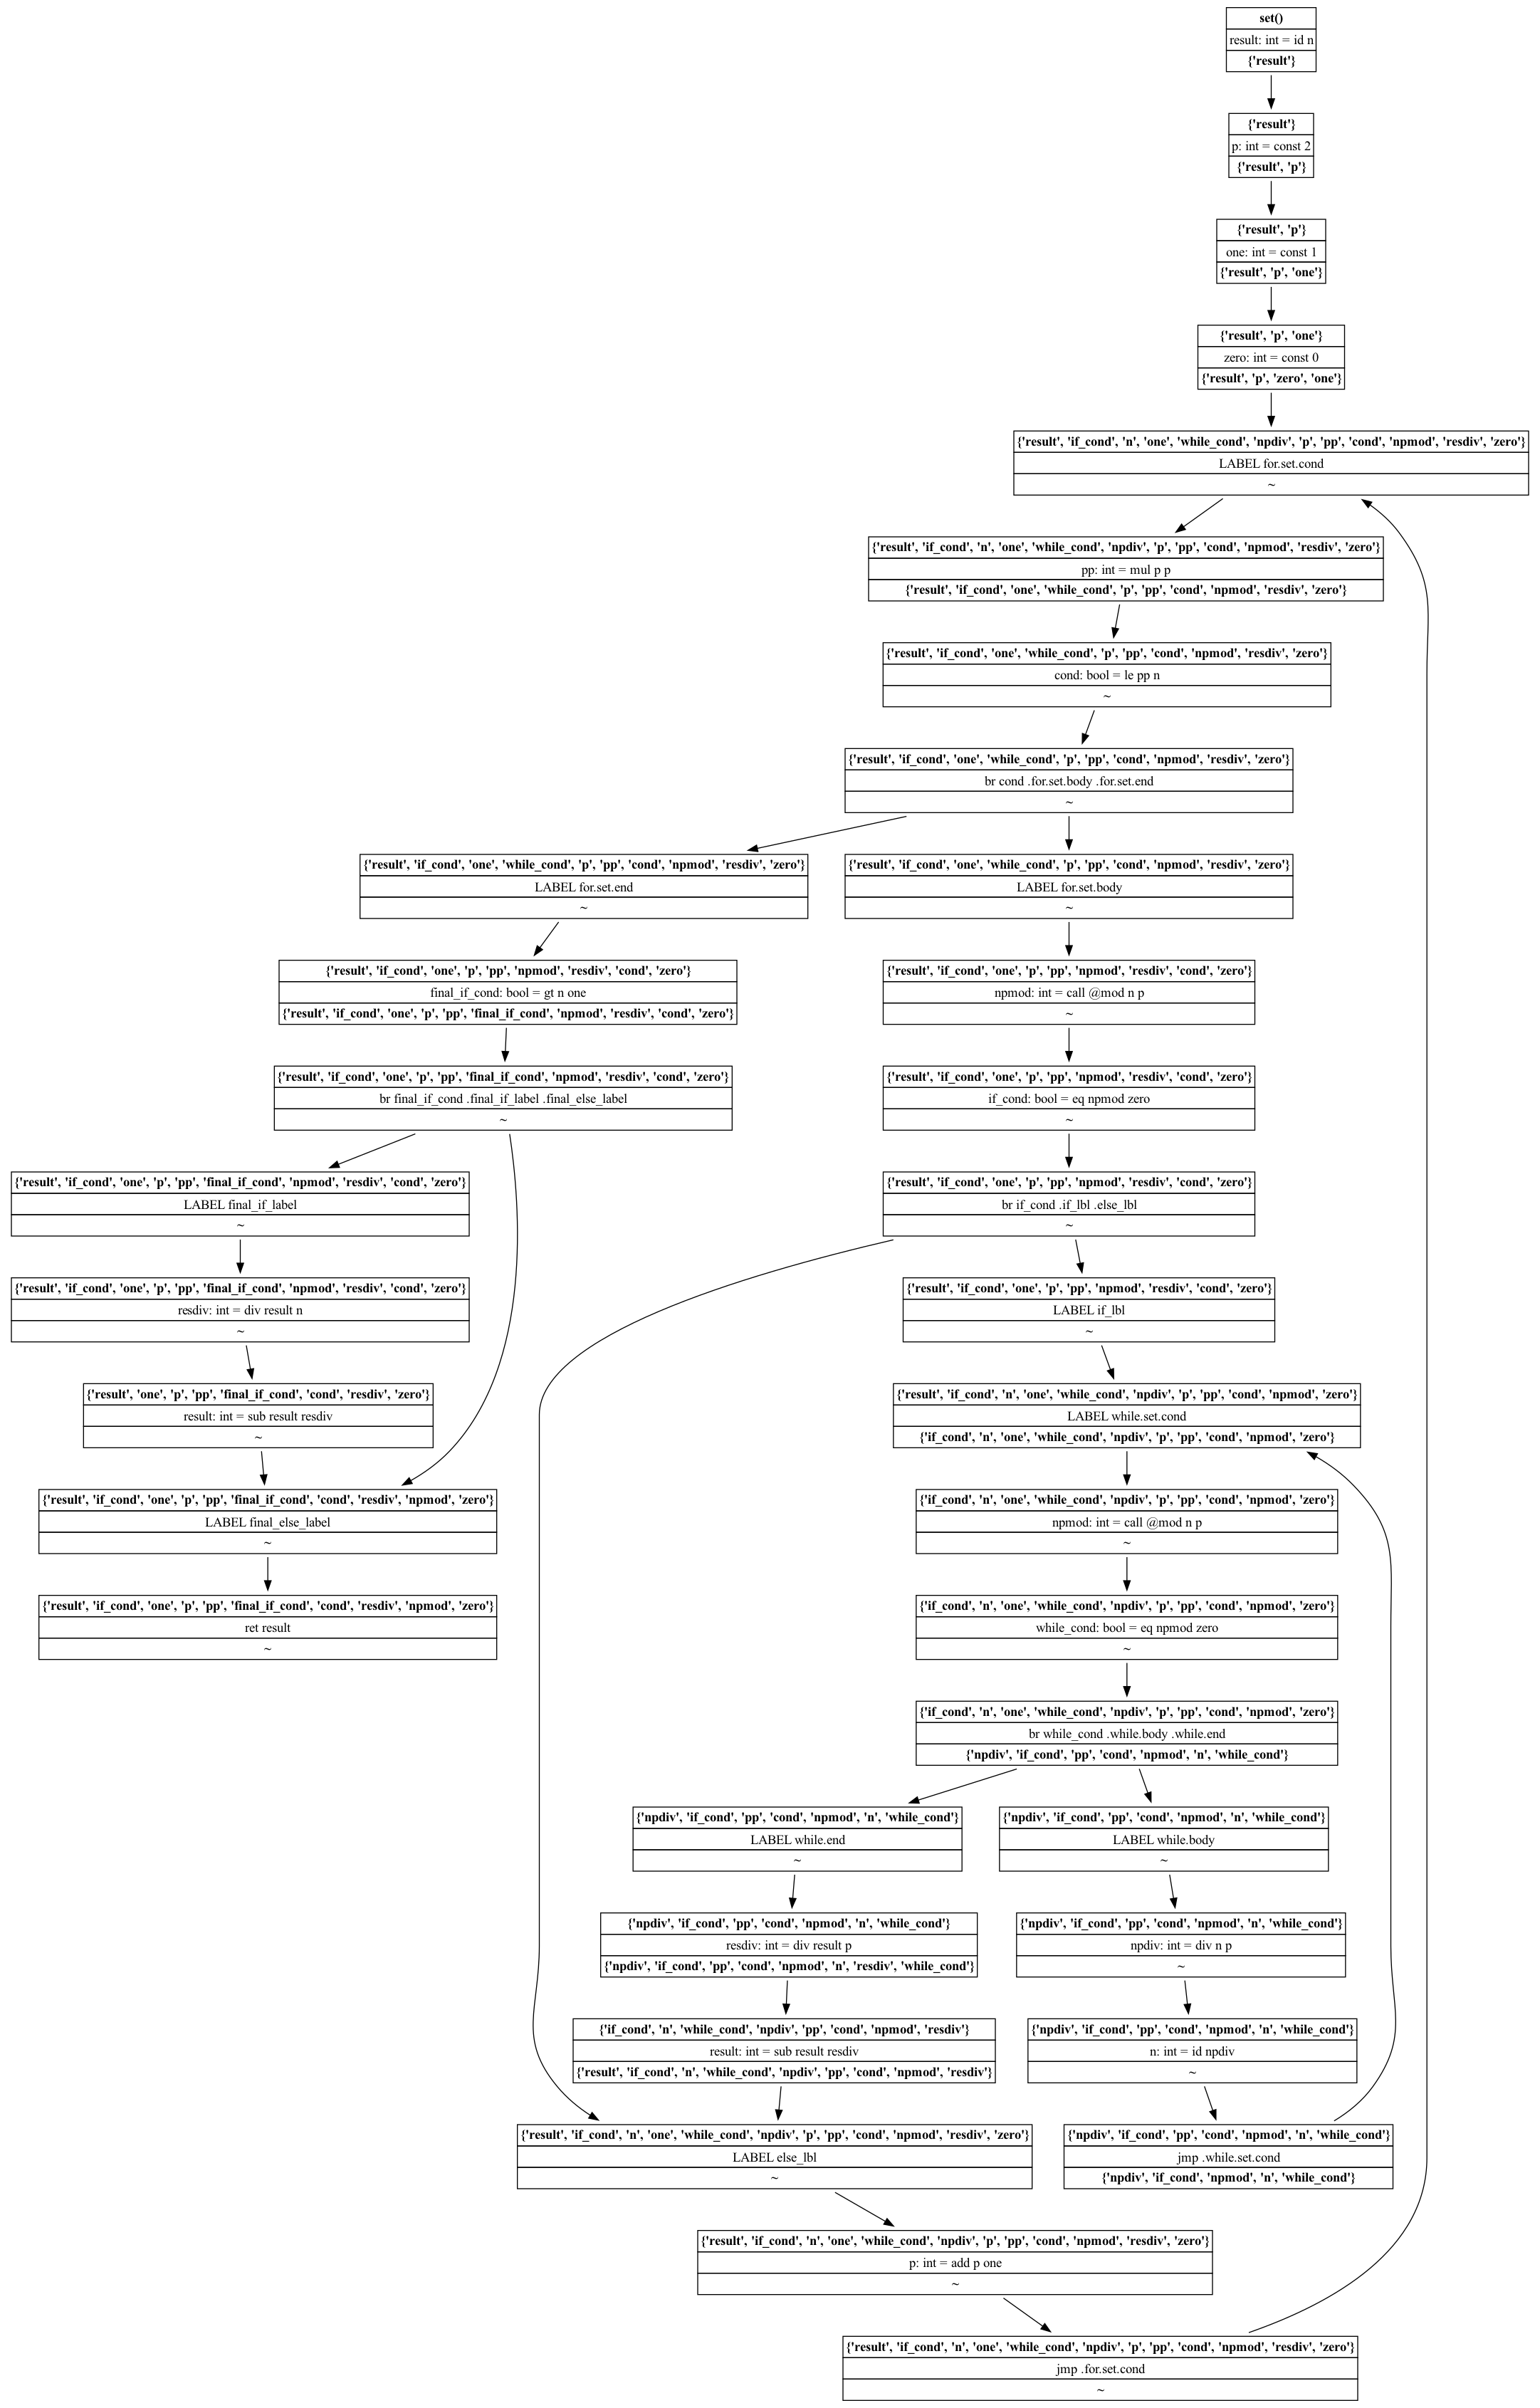 set()
result: int = id n
{'result'}
{'result'}
p: int = const 2
{'result', 'p'}
{'result', 'p'}
one: int = const 1
{'result', 'p', 'one'}
{'result', 'p', 'one'}
zero: int = const 0
{'result', 'p', 'zero', 'one'}
{'result', 'if_cond', 'n', 'one', 'while_cond', 'npdiv', 'p', 'pp', 'cond', 'npmod', 'resdiv', 'zero'}
LABEL for.set.cond
~
{'result', 'if_cond', 'n', 'one', 'while_cond', 'npdiv', 'p', 'pp', 'cond', 'npmod', 'resdiv', 'zero'}
pp: int = mul p p
{'result', 'if_cond', 'one', 'while_cond', 'p', 'pp', 'cond', 'npmod', 'resdiv', 'zero'}
{'result', 'if_cond', 'one', 'while_cond', 'p', 'pp', 'cond', 'npmod', 'resdiv', 'zero'}
cond: bool = le pp n
~
{'result', 'if_cond', 'one', 'while_cond', 'p', 'pp', 'cond', 'npmod', 'resdiv', 'zero'}
br cond .for.set.body .for.set.end
~
{'result', 'if_cond', 'one', 'while_cond', 'p', 'pp', 'cond', 'npmod', 'resdiv', 'zero'}
LABEL for.set.end
~
{'result', 'if_cond', 'one', 'while_cond', 'p', 'pp', 'cond', 'npmod', 'resdiv', 'zero'}
LABEL for.set.body
~
{'result', 'if_cond', 'one', 'p', 'pp', 'npmod', 'resdiv', 'cond', 'zero'}
final_if_cond: bool = gt n one
{'result', 'if_cond', 'one', 'p', 'pp', 'final_if_cond', 'npmod', 'resdiv', 'cond', 'zero'}
{'result', 'if_cond', 'one', 'p', 'pp', 'npmod', 'resdiv', 'cond', 'zero'}
npmod: int = call @mod n p
~
{'result', 'if_cond', 'one', 'p', 'pp', 'final_if_cond', 'npmod', 'resdiv', 'cond', 'zero'}
br final_if_cond .final_if_label .final_else_label
~
{'result', 'if_cond', 'one', 'p', 'pp', 'npmod', 'resdiv', 'cond', 'zero'}
if_cond: bool = eq npmod zero
~
{'result', 'if_cond', 'one', 'p', 'pp', 'final_if_cond', 'npmod', 'resdiv', 'cond', 'zero'}
LABEL final_if_label
~
{'result', 'if_cond', 'one', 'p', 'pp', 'npmod', 'resdiv', 'cond', 'zero'}
br if_cond .if_lbl .else_lbl
~
{'result', 'if_cond', 'one', 'p', 'pp', 'final_if_cond', 'npmod', 'resdiv', 'cond', 'zero'}
resdiv: int = div result n
~
{'result', 'if_cond', 'one', 'p', 'pp', 'npmod', 'resdiv', 'cond', 'zero'}
LABEL if_lbl
~
{'result', 'one', 'p', 'pp', 'final_if_cond', 'cond', 'resdiv', 'zero'}
result: int = sub result resdiv
~
{'result', 'if_cond', 'n', 'one', 'while_cond', 'npdiv', 'p', 'pp', 'cond', 'npmod', 'zero'}
LABEL while.set.cond
{'if_cond', 'n', 'one', 'while_cond', 'npdiv', 'p', 'pp', 'cond', 'npmod', 'zero'}
{'result', 'if_cond', 'one', 'p', 'pp', 'final_if_cond', 'cond', 'resdiv', 'npmod', 'zero'}
LABEL final_else_label
~
{'if_cond', 'n', 'one', 'while_cond', 'npdiv', 'p', 'pp', 'cond', 'npmod', 'zero'}
npmod: int = call @mod n p
~
{'result', 'if_cond', 'one', 'p', 'pp', 'final_if_cond', 'cond', 'resdiv', 'npmod', 'zero'}
ret result
~
{'if_cond', 'n', 'one', 'while_cond', 'npdiv', 'p', 'pp', 'cond', 'npmod', 'zero'}
while_cond: bool = eq npmod zero
~
{'if_cond', 'n', 'one', 'while_cond', 'npdiv', 'p', 'pp', 'cond', 'npmod', 'zero'}
br while_cond .while.body .while.end
{'npdiv', 'if_cond', 'pp', 'cond', 'npmod', 'n', 'while_cond'}
{'npdiv', 'if_cond', 'pp', 'cond', 'npmod', 'n', 'while_cond'}
LABEL while.end
~
{'npdiv', 'if_cond', 'pp', 'cond', 'npmod', 'n', 'while_cond'}
LABEL while.body
~
{'npdiv', 'if_cond', 'pp', 'cond', 'npmod', 'n', 'while_cond'}
resdiv: int = div result p
{'npdiv', 'if_cond', 'pp', 'cond', 'npmod', 'n', 'resdiv', 'while_cond'}
{'npdiv', 'if_cond', 'pp', 'cond', 'npmod', 'n', 'while_cond'}
npdiv: int = div n p
~
{'if_cond', 'n', 'while_cond', 'npdiv', 'pp', 'cond', 'npmod', 'resdiv'}
result: int = sub result resdiv
{'result', 'if_cond', 'n', 'while_cond', 'npdiv', 'pp', 'cond', 'npmod', 'resdiv'}
{'npdiv', 'if_cond', 'pp', 'cond', 'npmod', 'n', 'while_cond'}
n: int = id npdiv
~
{'result', 'if_cond', 'n', 'one', 'while_cond', 'npdiv', 'p', 'pp', 'cond', 'npmod', 'resdiv', 'zero'}
LABEL else_lbl
~
{'npdiv', 'if_cond', 'pp', 'cond', 'npmod', 'n', 'while_cond'}
jmp .while.set.cond
{'npdiv', 'if_cond', 'npmod', 'n', 'while_cond'}
{'result', 'if_cond', 'n', 'one', 'while_cond', 'npdiv', 'p', 'pp', 'cond', 'npmod', 'resdiv', 'zero'}
p: int = add p one
~
{'result', 'if_cond', 'n', 'one', 'while_cond', 'npdiv', 'p', 'pp', 'cond', 'npmod', 'resdiv', 'zero'}
jmp .for.set.cond
~